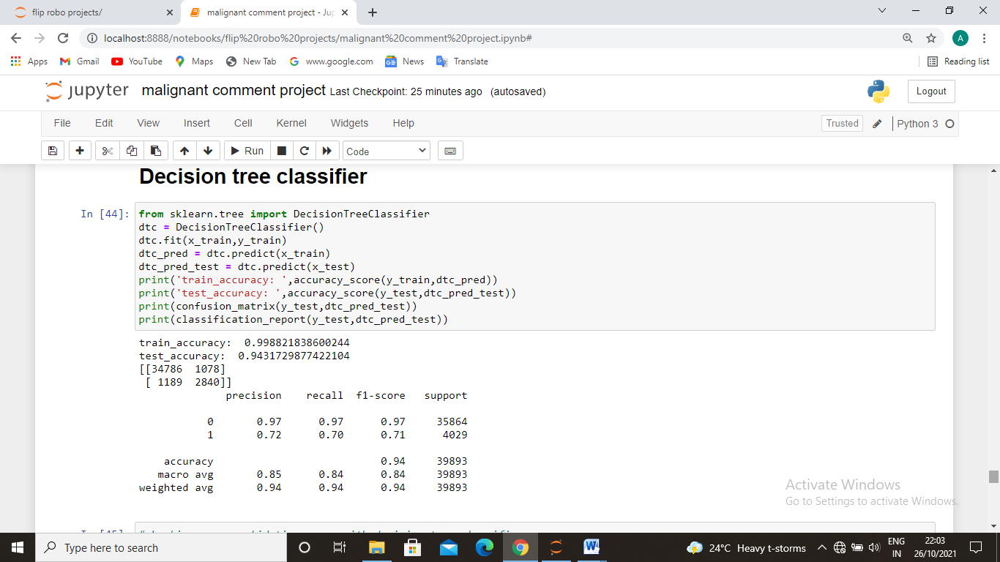 flip robo projects/
malignant comment project - Jup
localhost:8888/notebooks/flip%20robo%20projects/malignant%20comment%20project.ipynb#
A
Apps Gmail YouTube Maps New Tab www.google.com News Translate Reading list
jupyter malignant comment project Last Checkpoint: 25 minutes ago (autosaved) Logout
File Edit View Insert Cell Kernel Widgets Help Trusted Python 3
Run Code
Decision tree classifier
In [44]: from sklearn.tree import DecisionTreeClassifier
dtc = DecisionTreeClassifier()
dtc.fit(x_train,y_train)
dtc_pred = dtc.predict(x_train)
dtc_pred_test = dtc.predict(x_test)
print('train_accuracy: ',accuracy_score(y_train,dtc_pred))
print('test_accuracy: ',accuracy_score(y_test,dtc_pred_test))
print(confusion_matrix(y_test,dtc_pred_test))
print(classification_report(y_test,dtc_pred_test))
train_accuracy:  0.998821838600244
test_accuracy:  0.9431729877422104
[[34786  1078]
 [ 1189  2840]]
precision recall f1-score support
0 0.97 0.97 0.97 35864
1 0.72 0.70 0.71 4029
accuracy 0.94 39893
macro avg 0.85 0.84 0.84 39893
weighted avg 0.94 0.94 0.94 39893
Activate Windows
Go to Settings to activate Windows.
Type here to search
24°C Heavy t-storms
ENG
IN
22:03
26/10/2021